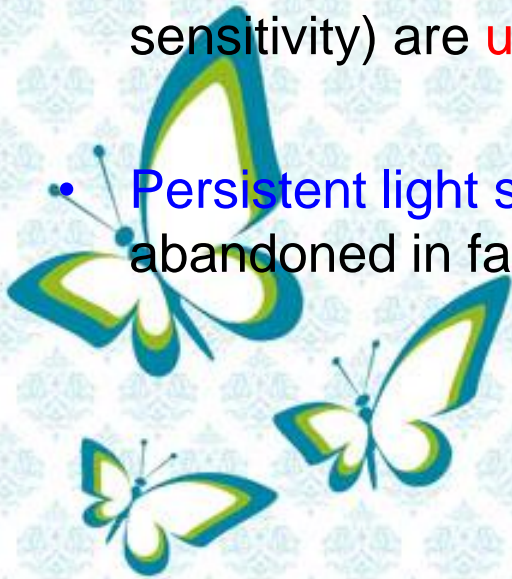 sensitivity) are u
• Persistent light s
abandoned in fa